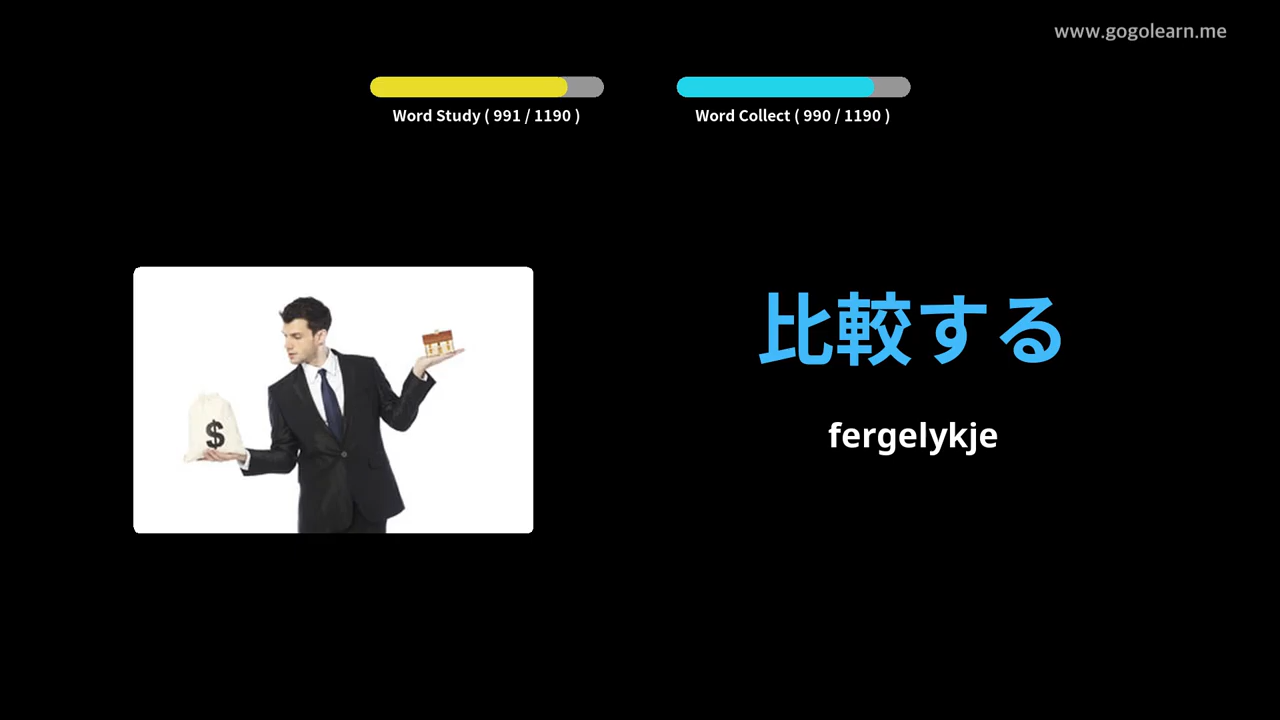 www.gogolearn.me
Word Study ( 991 / 1190 )
Word Collect ( 990 / 1190 )
比較する
fergelykje
$